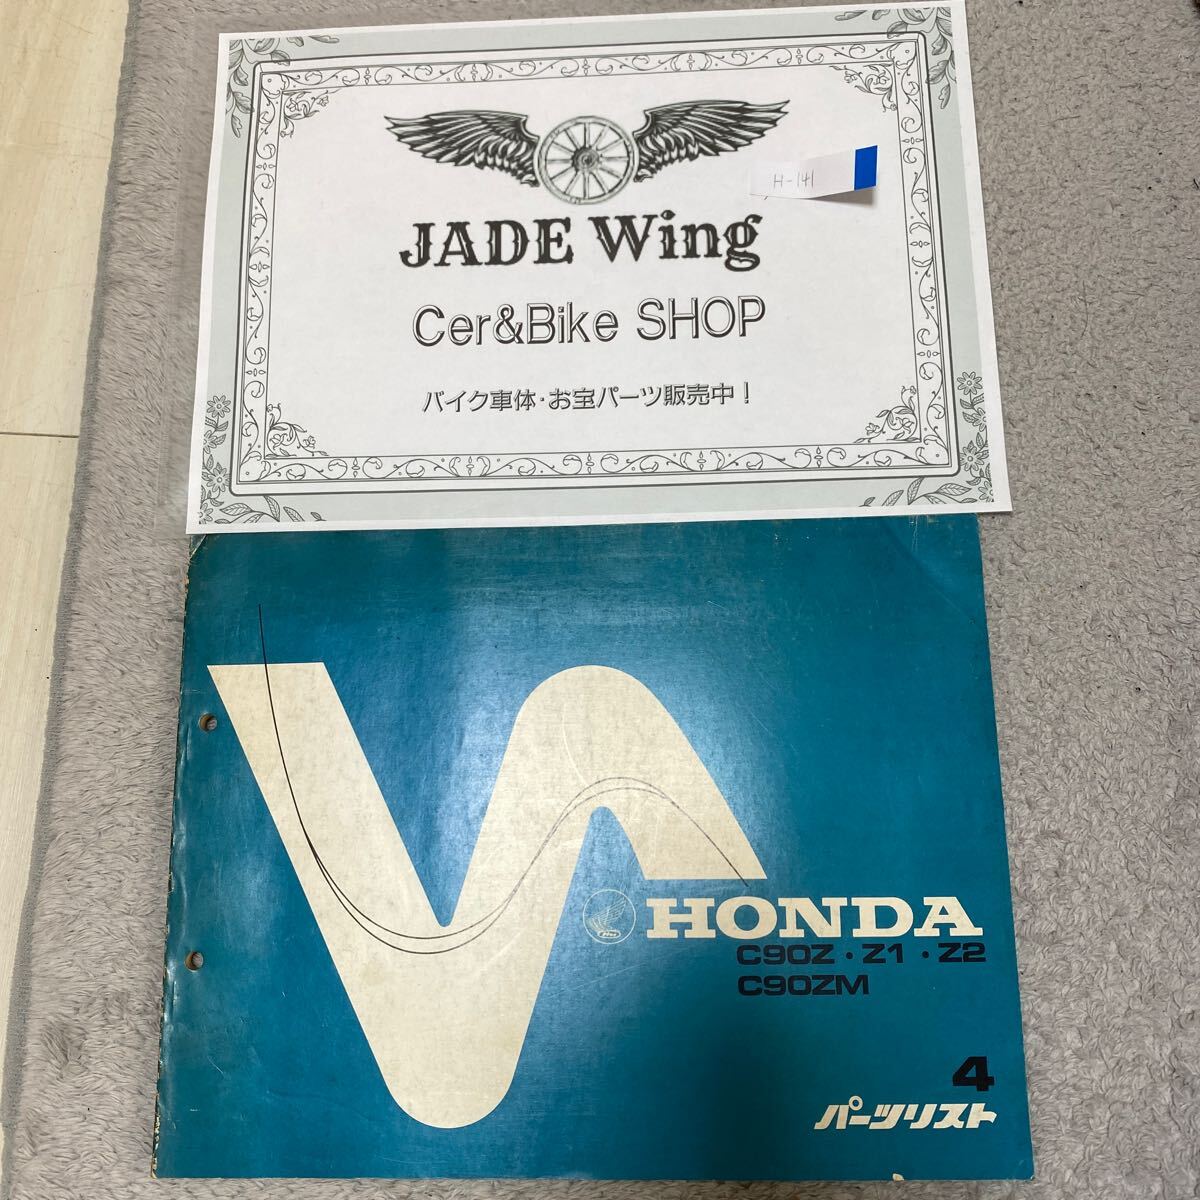 H-141
JADE Wing
Cer&Bike SHOP
バイク車体・お宝パーツ販売中！
HONDA
C90Z・Z1・Z2
C90ZM
4
パーツリスト